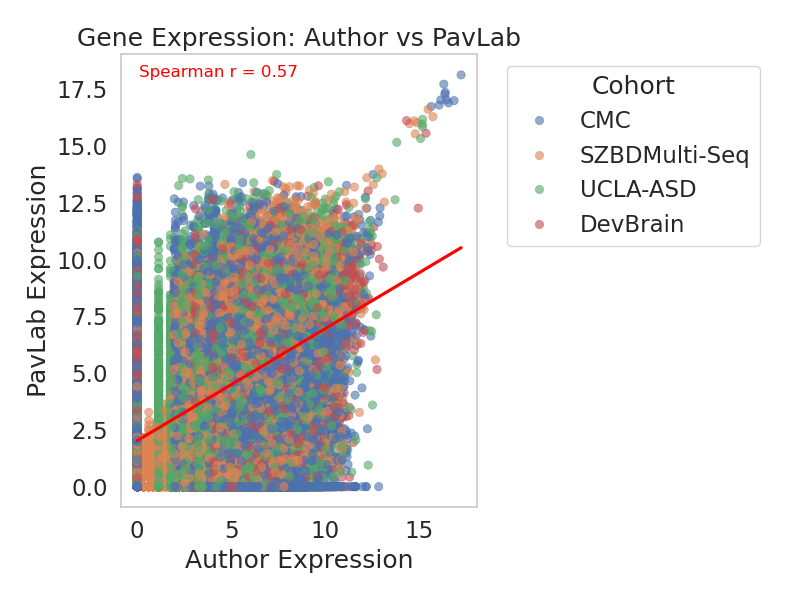 Gene Expression: Author vs PavLab
Spearman r = 0.57
17.5
15.0
12.5
10.0
7.5
5.0
2.5
0.0
PavLab Expression
0 5 10 15
Author Expression
Cohort
CMC
SZBDMulti-Seq
UCLA-ASD
DevBrain